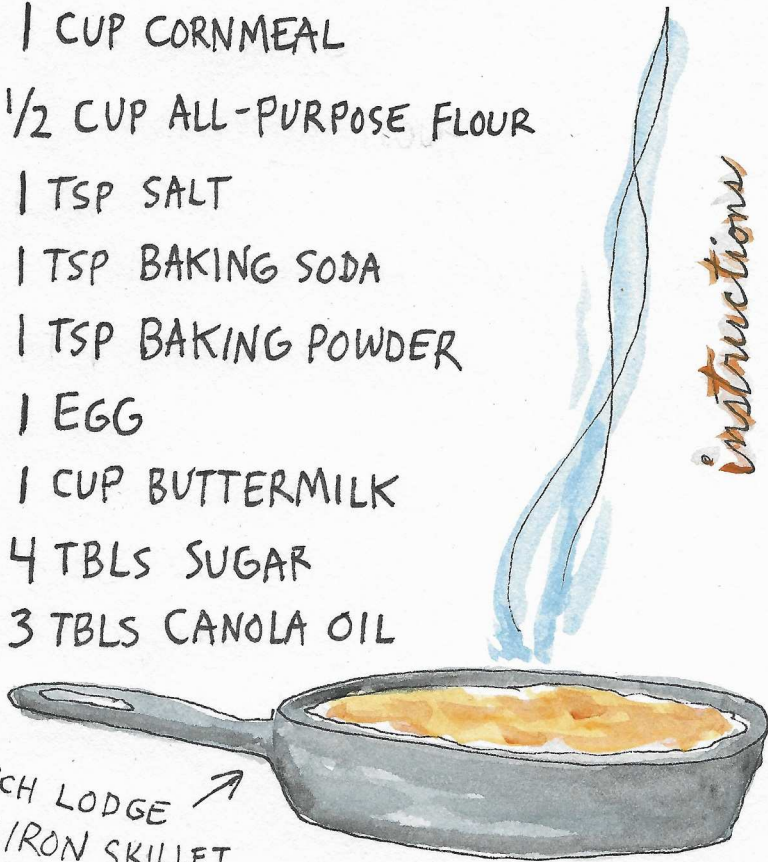 1 CUP CORNMEAL
1/2 CUP ALL-PURPOSE FLOUR
1 TSP SALT
1 TSP BAKING SODA
1 TSP BAKING POWDER
1 EGG
1 CUP BUTTERMILK
4 TBLS SUGAR
3 TBLS CANOLA OIL
CH LODGE
IRON SKILLET
instructions